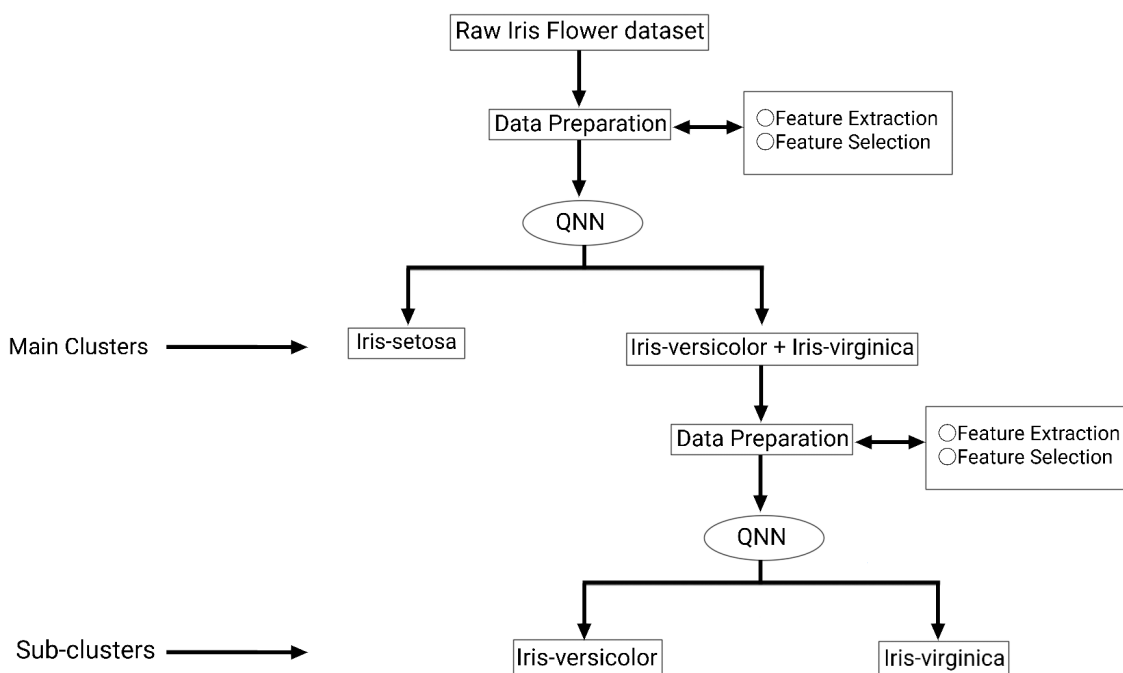 Raw Iris Flower dataset
Data Preparation
Feature Extraction
Feature Selection
QNN
Main Clusters
Iris-setosa
Iris-versicolor + Iris-virginica
Data Preparation
Feature Extraction
Feature Selection
QNN
Sub-clusters
Iris-versicolor
Iris-virginica